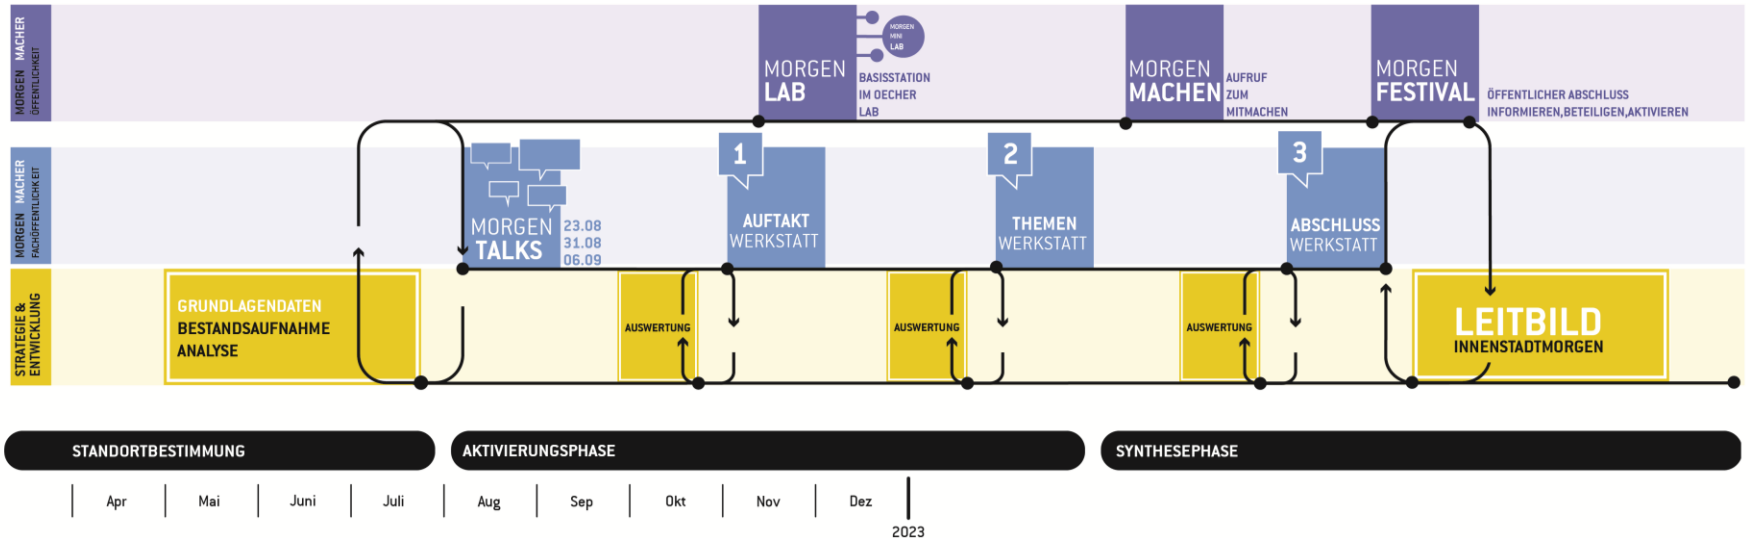 MORGEN MACHER
ÖFFENTLICHKEIT
MORGEN
LAB
MORGEN
MINI
LAB
BASISSTATION
IM OECHER
LAB
MORGEN
MACHEN
AUFRUF
ZUM
MITMACHEN
MORGEN
FESTIVAL
ÖFFENTLICHER ABSCHLUSS
INFORMIEREN,BETEILIGEN,AKTIVIEREN
MORGEN MACHER
FACHÖFFENTLICHKEIT
MORGEN
TALKS
23.08
31.08
06.09
1
AUFTAKT
WERKSTATT
2
THEMEN
WERKSTATT
3
ABSCHLUSS
WERKSTATT
STRATEGIE &
ENTWICKLUNG
GRUNDLAGENDATEN
BESTANDSAUFNAHME
ANALYSE
AUSWERTUNG
AUSWERTUNG
AUSWERTUNG
LEITBILD
INNENSTADTMORGEN
STANDORTBESTIMMUNG
AKTIVIERUNGSPHASE
SYNTHESEPHASE
Apr
Mai
Juni
Juli
Aug
Sep
Okt
Nov
Dez
2023